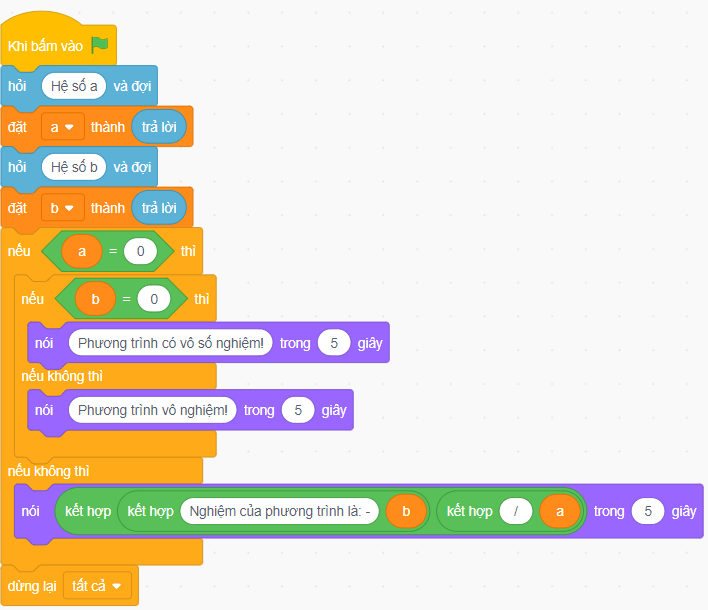 Khi bấm vào
hỏi Hệ số a và đợi
đặt a thành trả lời
hỏi Hệ số b và đợi
đặt b thành trả lời
nếu a = 0 thì
nếu b = 0 thì
nói Phương trình có vô số nghiệm! trong 5 giây
nếu không thì
nói Phương trình vô nghiệm! trong 5 giây
nếu không thì
nói kết hợp kết hợp Nghiệm của phương trình là: - b kết hợp / a trong 5 giây
dừng lại tất cả